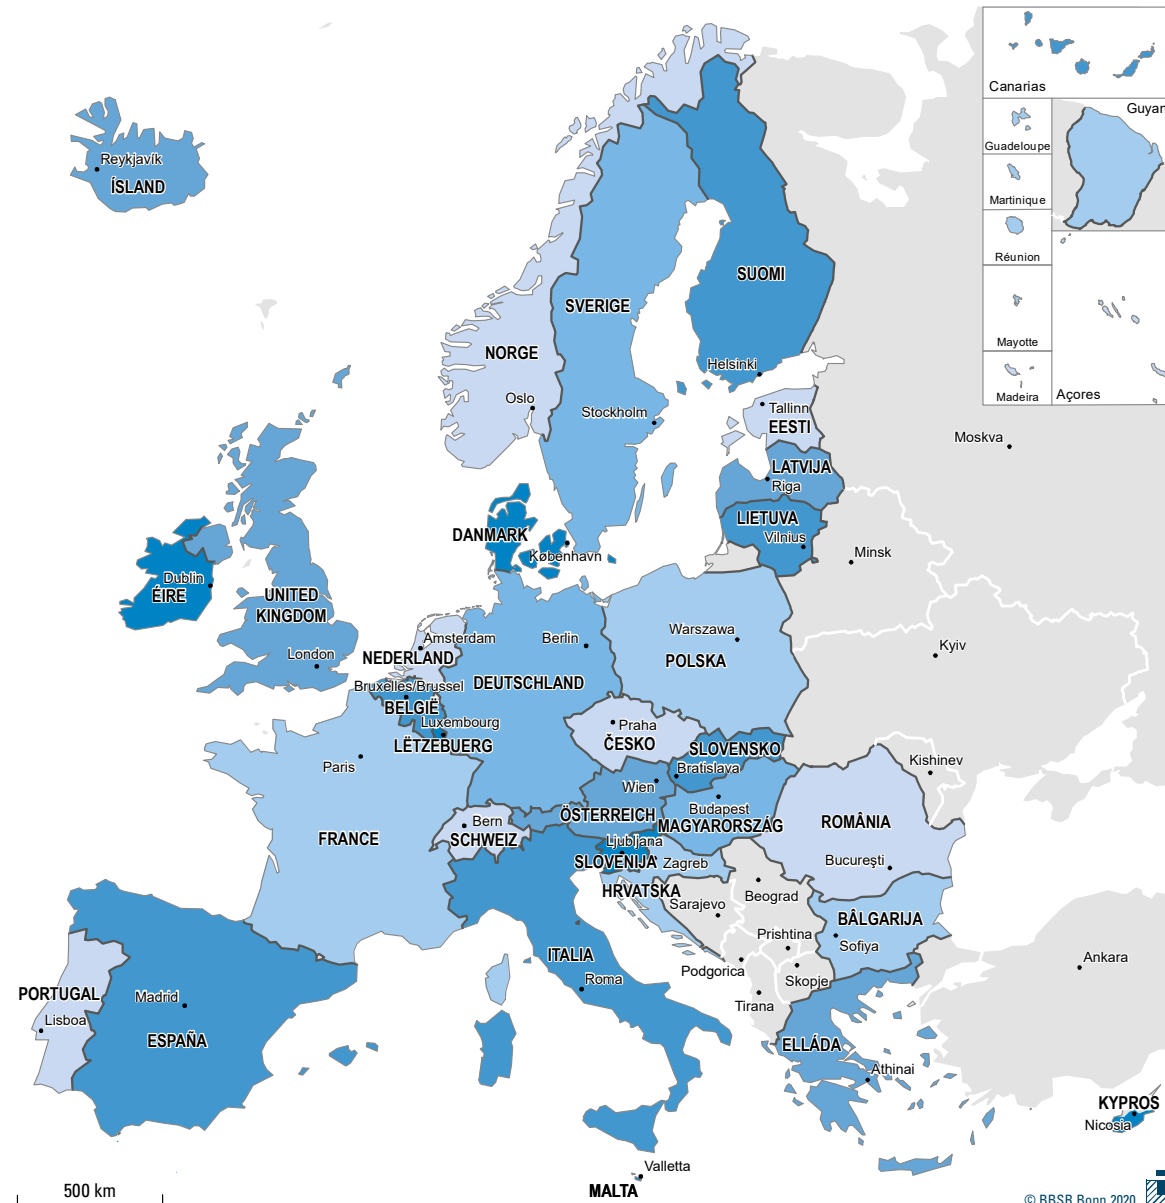 Canarias
Guyan
Guadeloupe
Martinique
Réunion
Mayotte
Madeira
Açores
Reykjavík
ÍSLAND
SUOMI
SVERIGE
NORGE
Helsinki
Oslo
Stockholm
Tallinn
EESTI
Moskva
LATVIJA
Riga
LIETUVA
Vilnius
DANMARK
København
Minsk
Dublin
ÉIRE
UNITED
KINGDOM
London
Amsterdam
NEDERLAND
Berlin
Warszawa
POLSKA
Kyiv
Bruxelles/Brussel
BELGIË
DEUTSCHLAND
Luxembourg
LËTZEBUERG
Praha
ČESKO
SLOVENSKO
Bratislava
Kishinev
Paris
Wien
Budapest
ÖSTERREICH
MAGYARORSZÁG
FRANCE
Bern
SCHWEIZ
ROMÂNIA
Ljubljana
SLOVENIJA
Zagreb
București
HRVATSKA
Sarajevo
Beograd
BÂLGARIJA
Sofiya
Prishtina
ITALIA
Podgorica
Skopje
Ankara
Roma
Tirana
PORTUGAL
Lisboa
Madrid
ESPAÑA
ELLÁDA
Athinai
KYPROS
Nicosia
Valletta
MALTA
500 km
© BBSR Bonn 2020